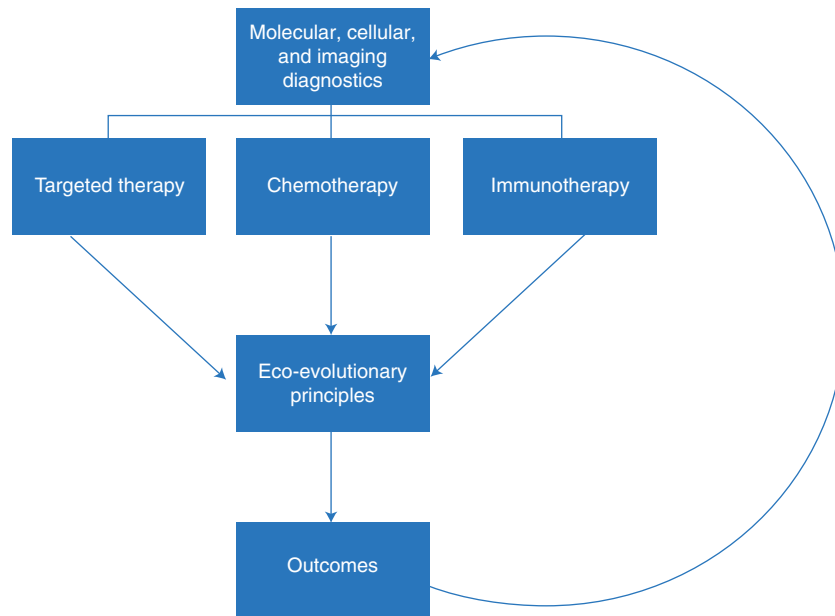 Molecular, cellular,
and imaging
diagnostics
Targeted therapy
Chemotherapy
Immunotherapy
Eco-evolutionary
principles
Outcomes